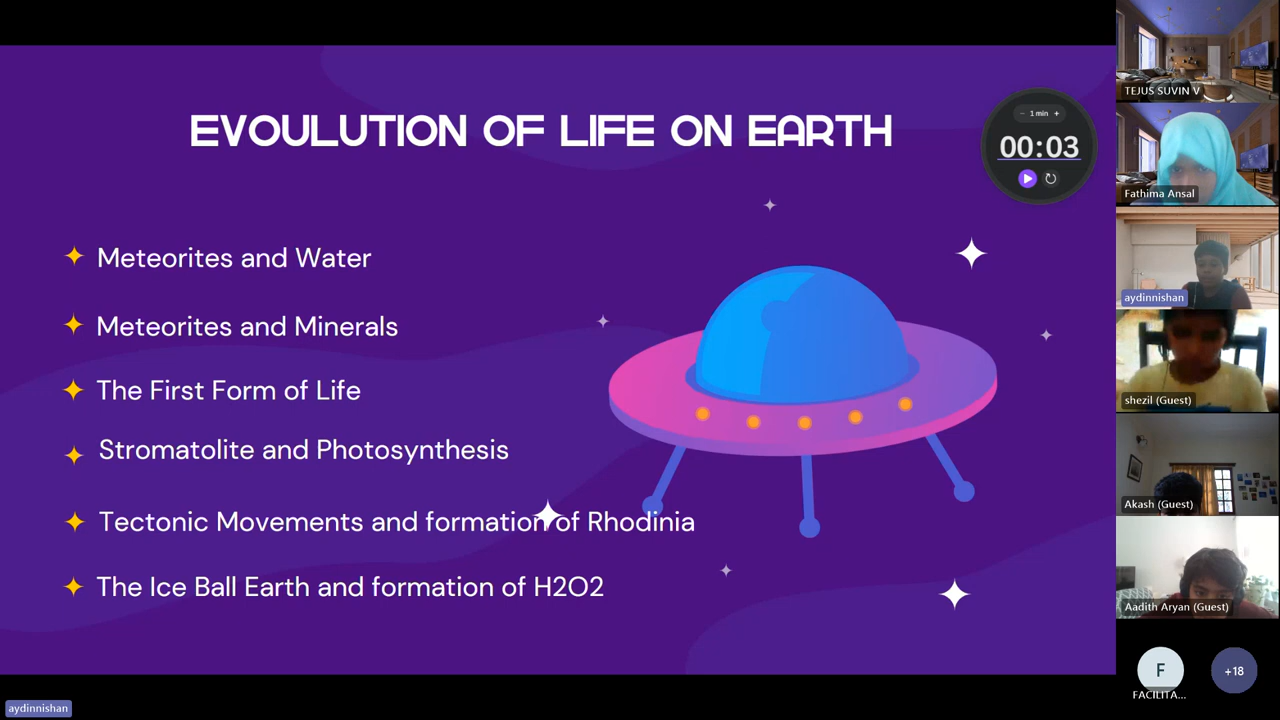 EVOULUTION OF LIFE ON EARTH
− 1 min +
00:03
Meteorites and Water
Meteorites and Minerals
The First Form of Life
Stromatolite and Photosynthesis
Tectonic Movements and formation of Rhodinia
The Ice Ball Earth and formation of H2O2
aydinnishan
TEJUS SUVIN V
Fathima Ansal
aydinnishan
shezil (Guest)
Akash (Guest)
Aadith Aryan (Guest)
F
+18
FACILITA...